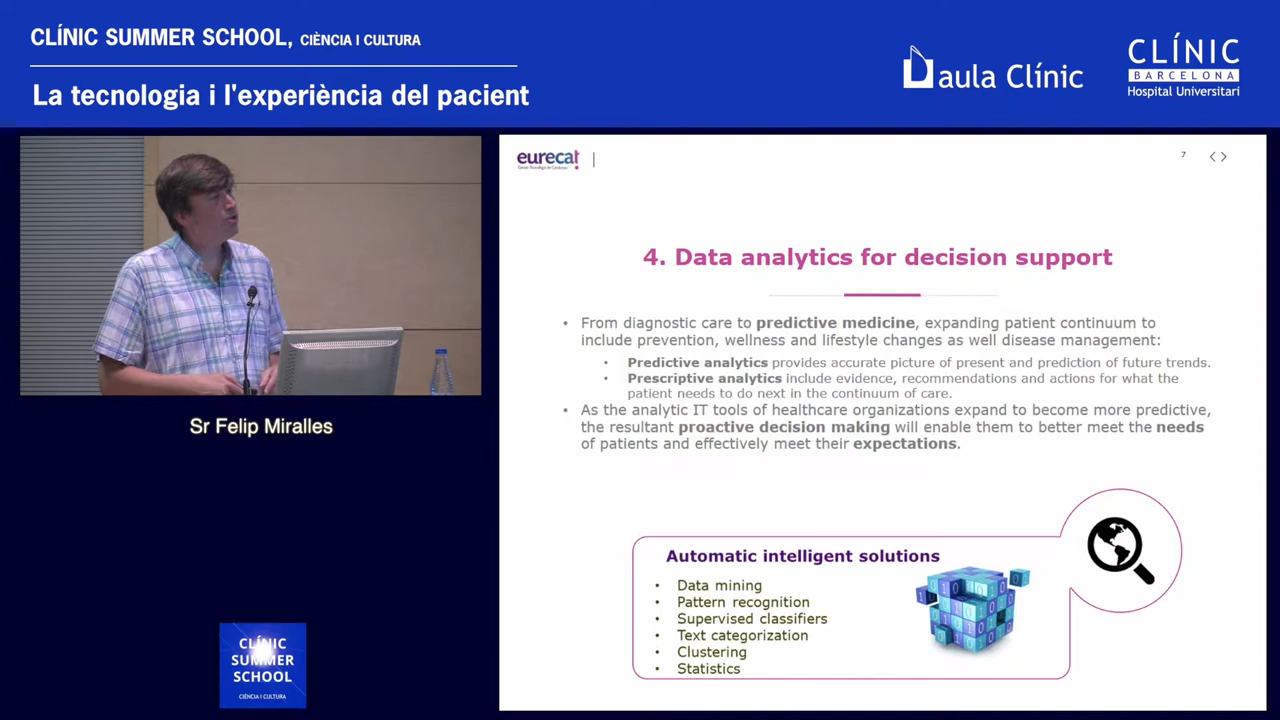 CLÍNIC SUMMER SCHOOL, CIÈNCIA I CULTURA
La tecnologia i l'experiència del pacient
aula Clínic
CLÍNIC
BARCELONA
Hospital Universitari
eurecat
Centre Tecnològic de Catalunya
7
4. Data analytics for decision support
• From diagnostic care to predictive medicine, expanding patient continuum to
include prevention, wellness and lifestyle changes as well disease management:
• Predictive analytics provides accurate picture of present and prediction of future trends.
• Prescriptive analytics include evidence, recommendations and actions for what the
patient needs to do next in the continuum of care.
• As the analytic IT tools of healthcare organizations expand to become more predictive,
the resultant proactive decision making will enable them to better meet the needs
of patients and effectively meet their expectations.
Automatic intelligent solutions
• Data mining
• Pattern recognition
• Supervised classifiers
• Text categorization
• Clustering
• Statistics
Sr Felip Miralles
CLÍNIC
SUMMER
SCHOOL
CIÈNCIA I CULTURA